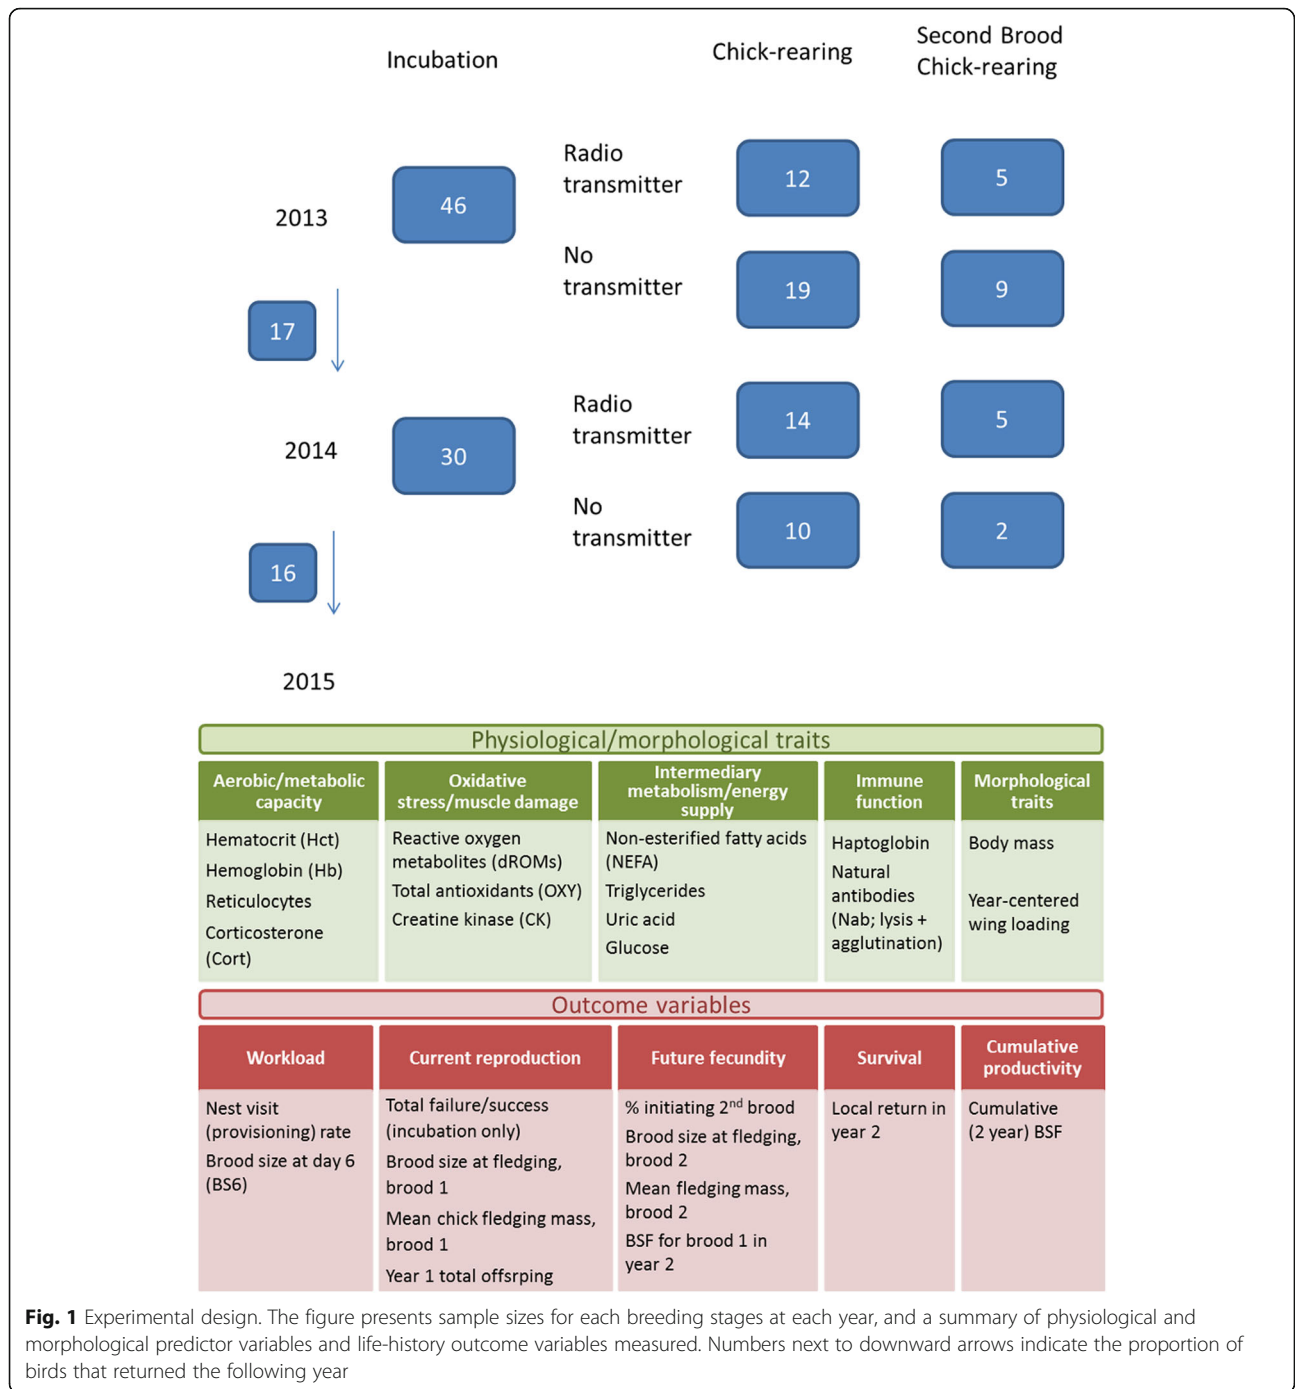 Incubation
Chick-rearing
Second Brood
Chick-rearing
2013
46
Radio
transmitter
12
5
No
transmitter
19
9
17
2014
30
Radio
transmitter
14
5
No
transmitter
10
2
16
2015
Physiological/morphological traits
Aerobic/metabolic
capacity
Hematocrit (Hct)
Hemoglobin (Hb)
Reticulocytes
Corticosterone
(Cort)
Oxidative
stress/muscle damage
Reactive oxygen
metabolites (dROMs)
Total antioxidants (OXY)
Creatine kinase (CK)
Intermediary
metabolism/energy
supply
Non-esterified fatty acids
(NEFA)
Triglycerides
Uric acid
Glucose
Immune
function
Haptoglobin
Natural
antibodies
(Nab; lysis +
agglutination)
Morphological
traits
Body mass
Year-centered
wing loading
Outcome variables
Workload
Nest visit
(provisioning) rate
Brood size at day 6
(BS6)
Current reproduction
Total failure/success
(incubation only)
Brood size at fledging,
brood 1
Mean chick fledging mass,
brood 1
Year 1 total offsrping
Future fecundity
% initiating 2nd brood
Brood size at fledging,
brood 2
Mean fledging mass,
brood 2
BSF for brood 1 in
year 2
Survival
Local return in
year 2
Cumulative
productivity
Cumulative
(2 year) BSF
Fig. 1 Experimental design. The figure presents sample sizes for each breeding stages at each year, and a summary of physiological and
morphological predictor variables and life-history outcome variables measured. Numbers next to downward arrows indicate the proportion of
birds that returned the following year